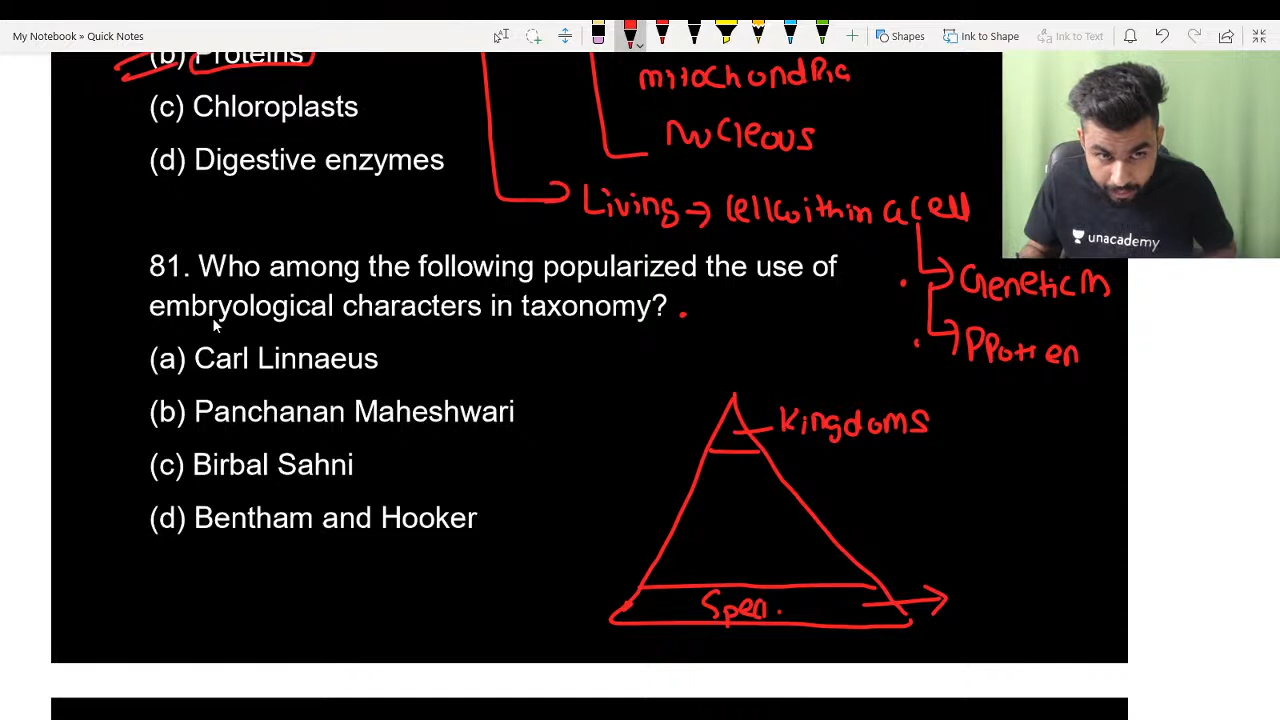 My Notebook » Quick Notes
Shapes
Ink to Shape
Ink to Text
(b) Proteins
mitochondria
(c) Chloroplasts
nucleous
(d) Digestive enzymes
Living → cell within a cell
unacademy
81. Who among the following popularized the use of
Genetic m
embryological characters in taxonomy?
(a) Carl Linnaeus
(b) Panchanan Maheshwari
Kingdoms
(c) Birbal Sahni
(d) Bentham and Hooker
Speci.